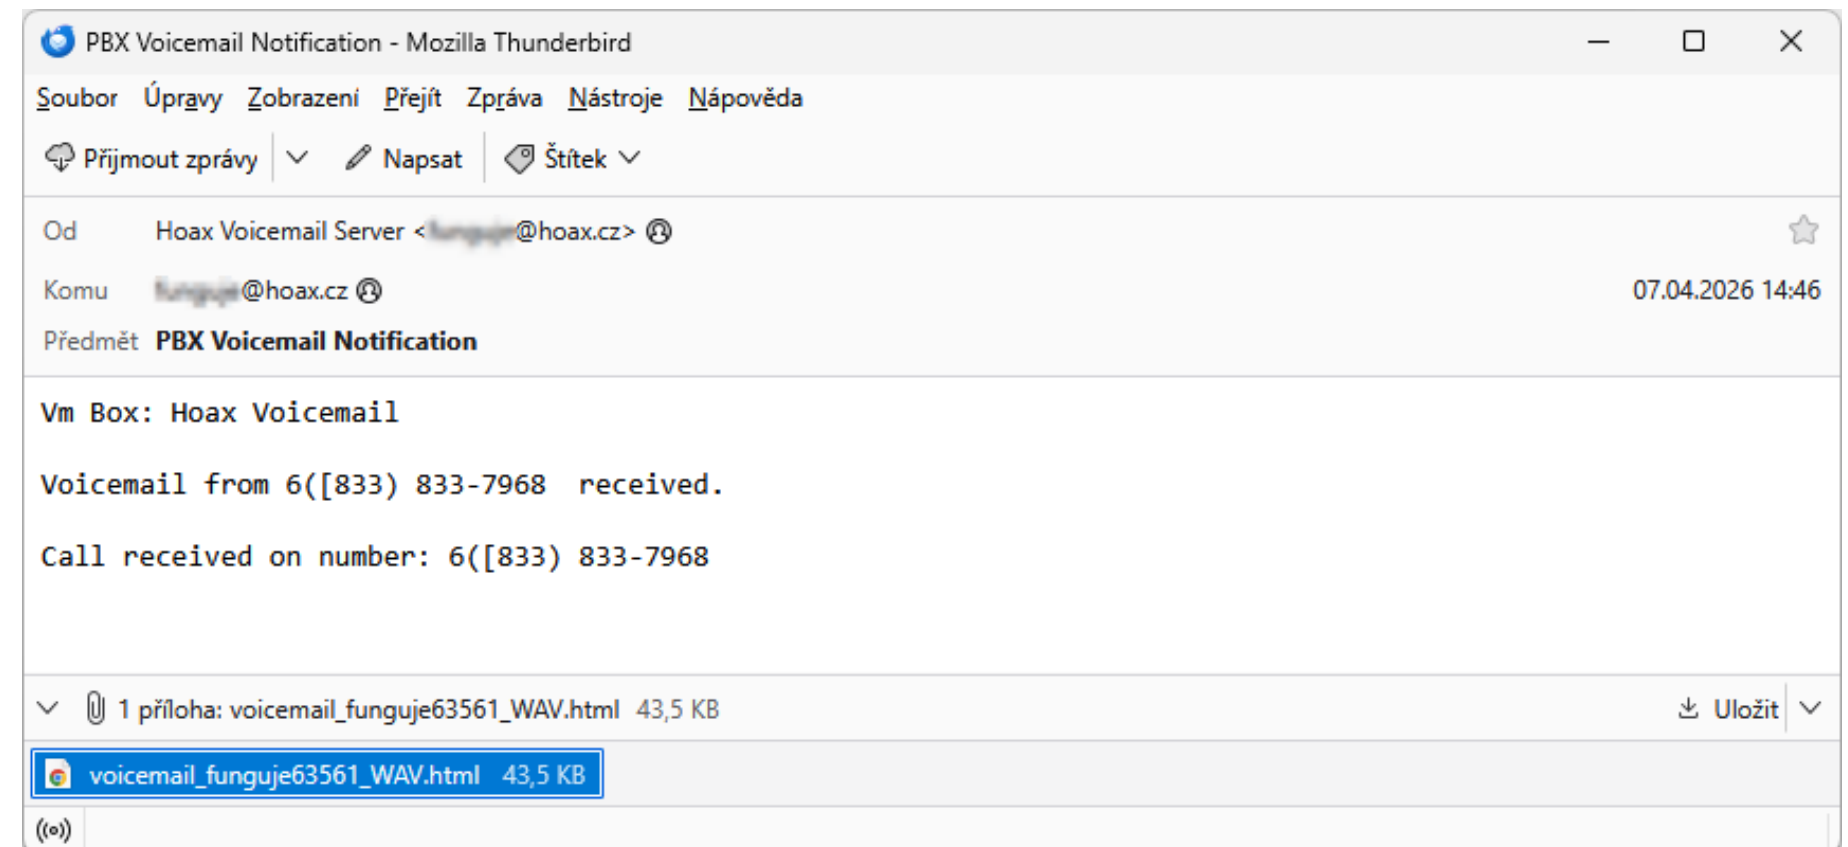 PBX Voicemail Notification - Mozilla Thunderbird
Soubor Úpravy Zobrazení Přejít Zpráva Nástroje Nápověda
Přijmout zprávy Napsat Štítek
Od Hoax Voicemail Server < @hoax.cz>
Komu @hoax.cz 07.04.2026 14:46
Předmět PBX Voicemail Notification
Vm Box: Hoax Voicemail
Voicemail from 6([833) 833-7968  received.
Call received on number: 6([833) 833-7968
1 příloha: voicemail_funguje63561_WAV.html 43,5 KB Uložit
voicemail_funguje63561_WAV.html 43,5 KB